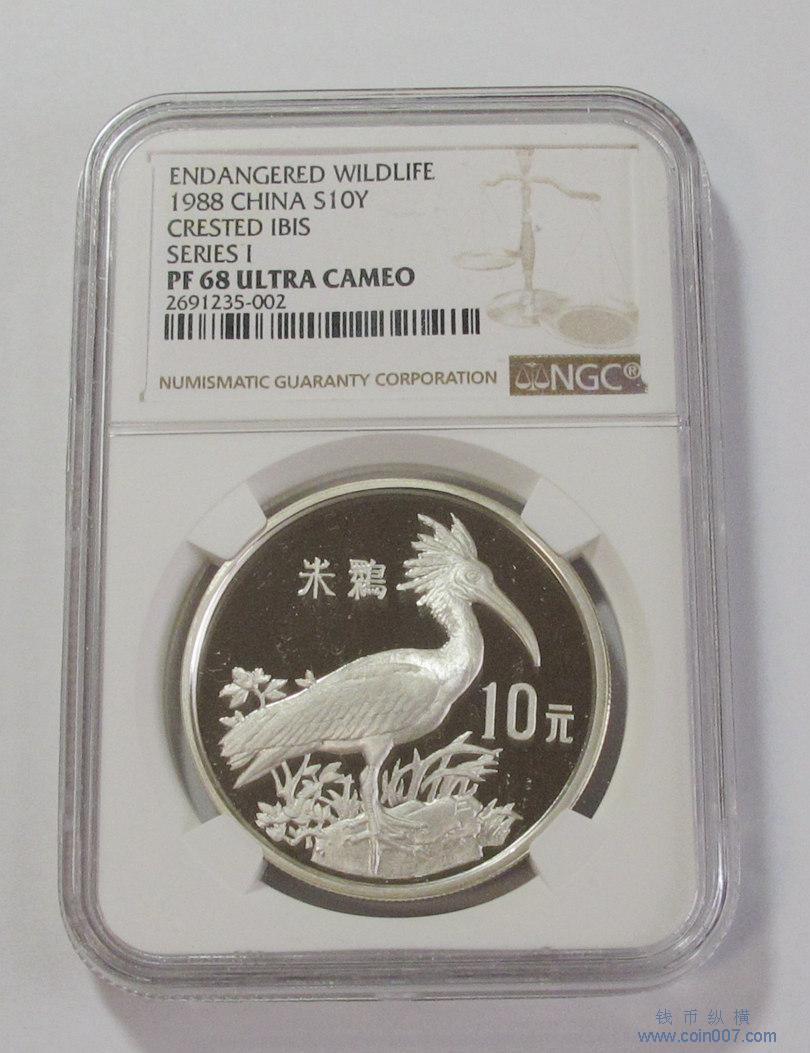 ENDANGERED WILDLIFE
1988 CHINA S10Y
CRESTED IBIS
SERIES I
PF 68 ULTRA CAMEO
2691235-002
NUMISMATIC GUARANTY CORPORATION
NGC®
朱鹮
10元
钱币纵横
www.coin007.com